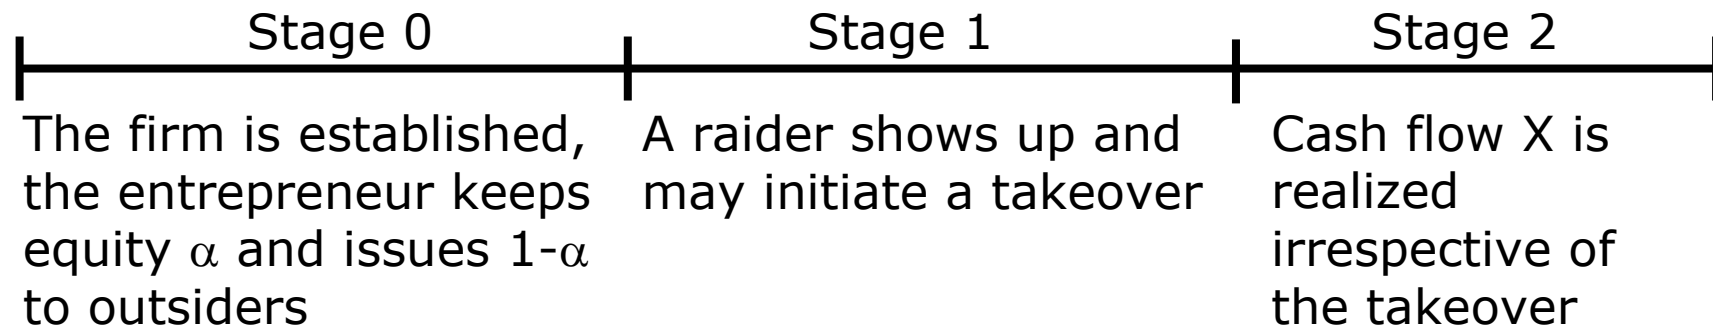 Stage 0
Stage 1
Stage 2
The firm is established,
the entrepreneur keeps
equity α and issues 1-α
to outsiders
A raider shows up and
may initiate a takeover
Cash flow X is
realized
irrespective of
the takeover